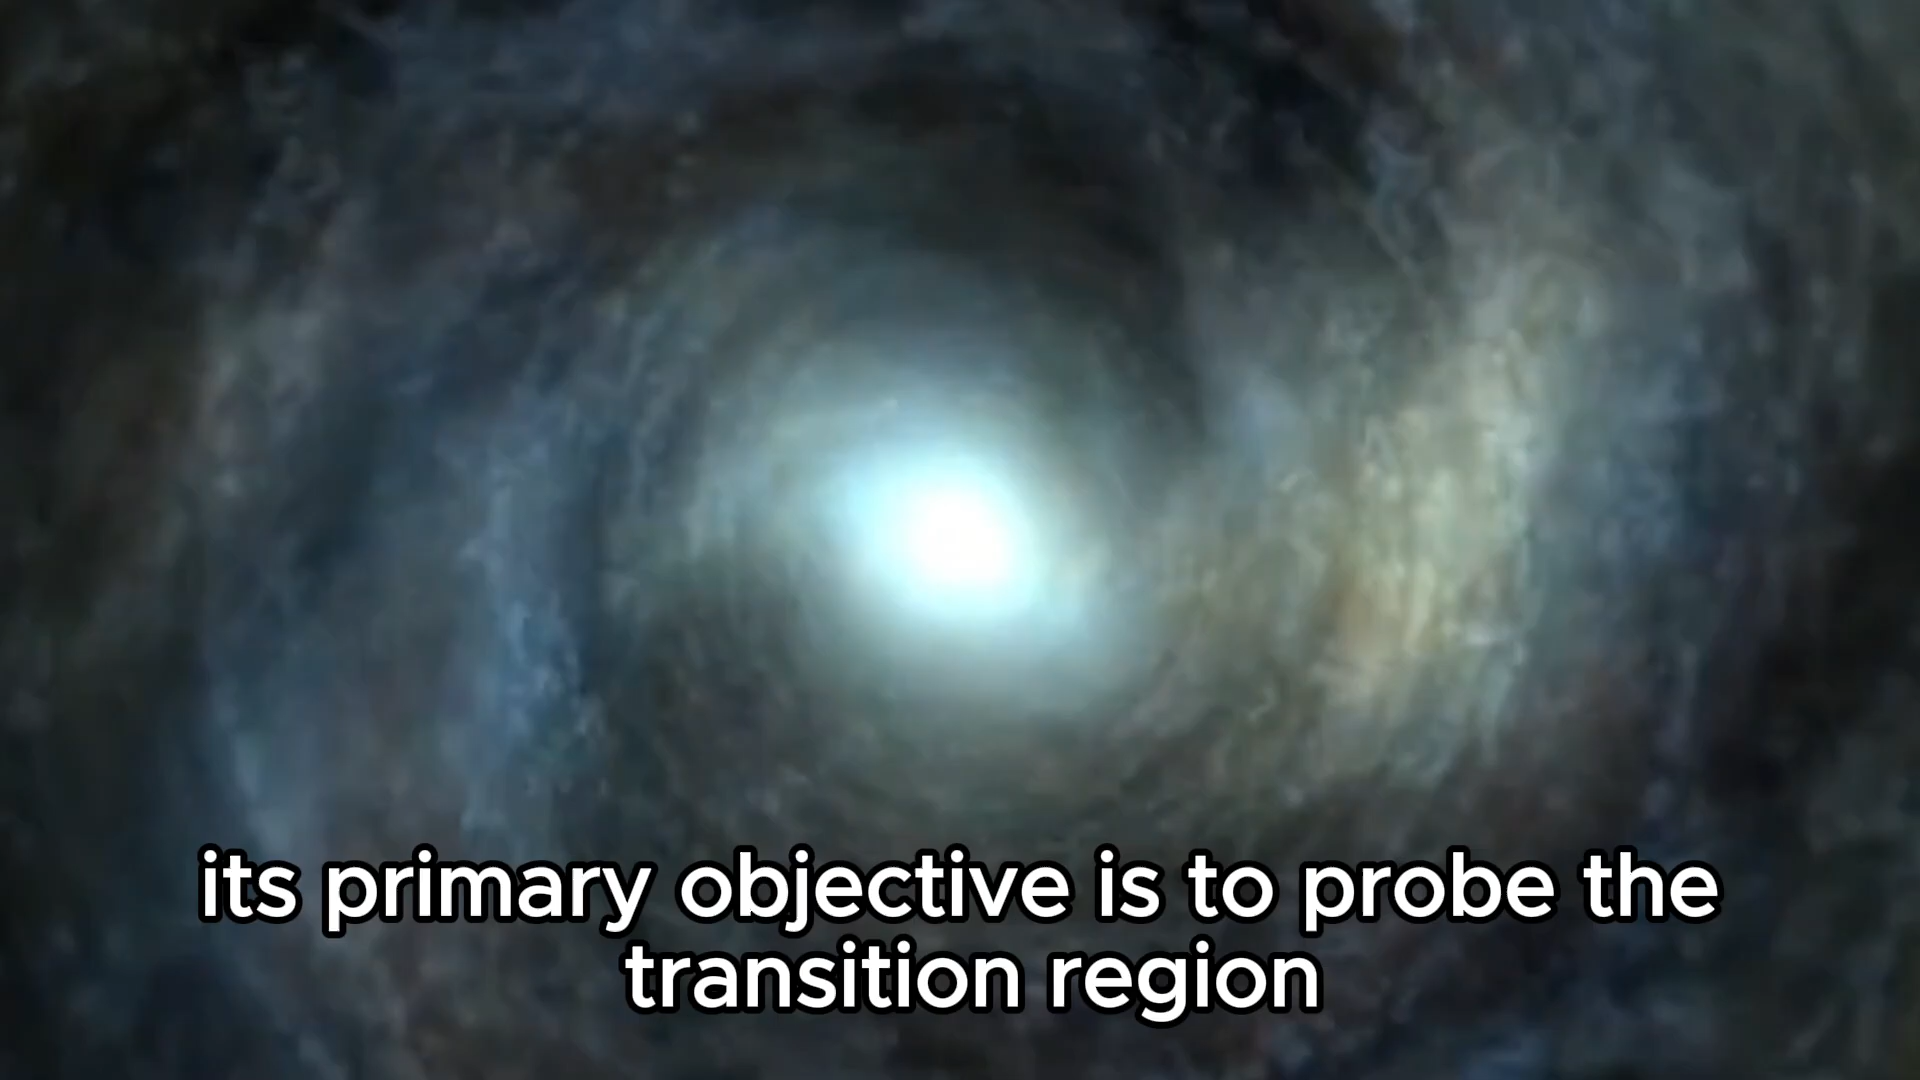 its primary objective is to probe the
transition region